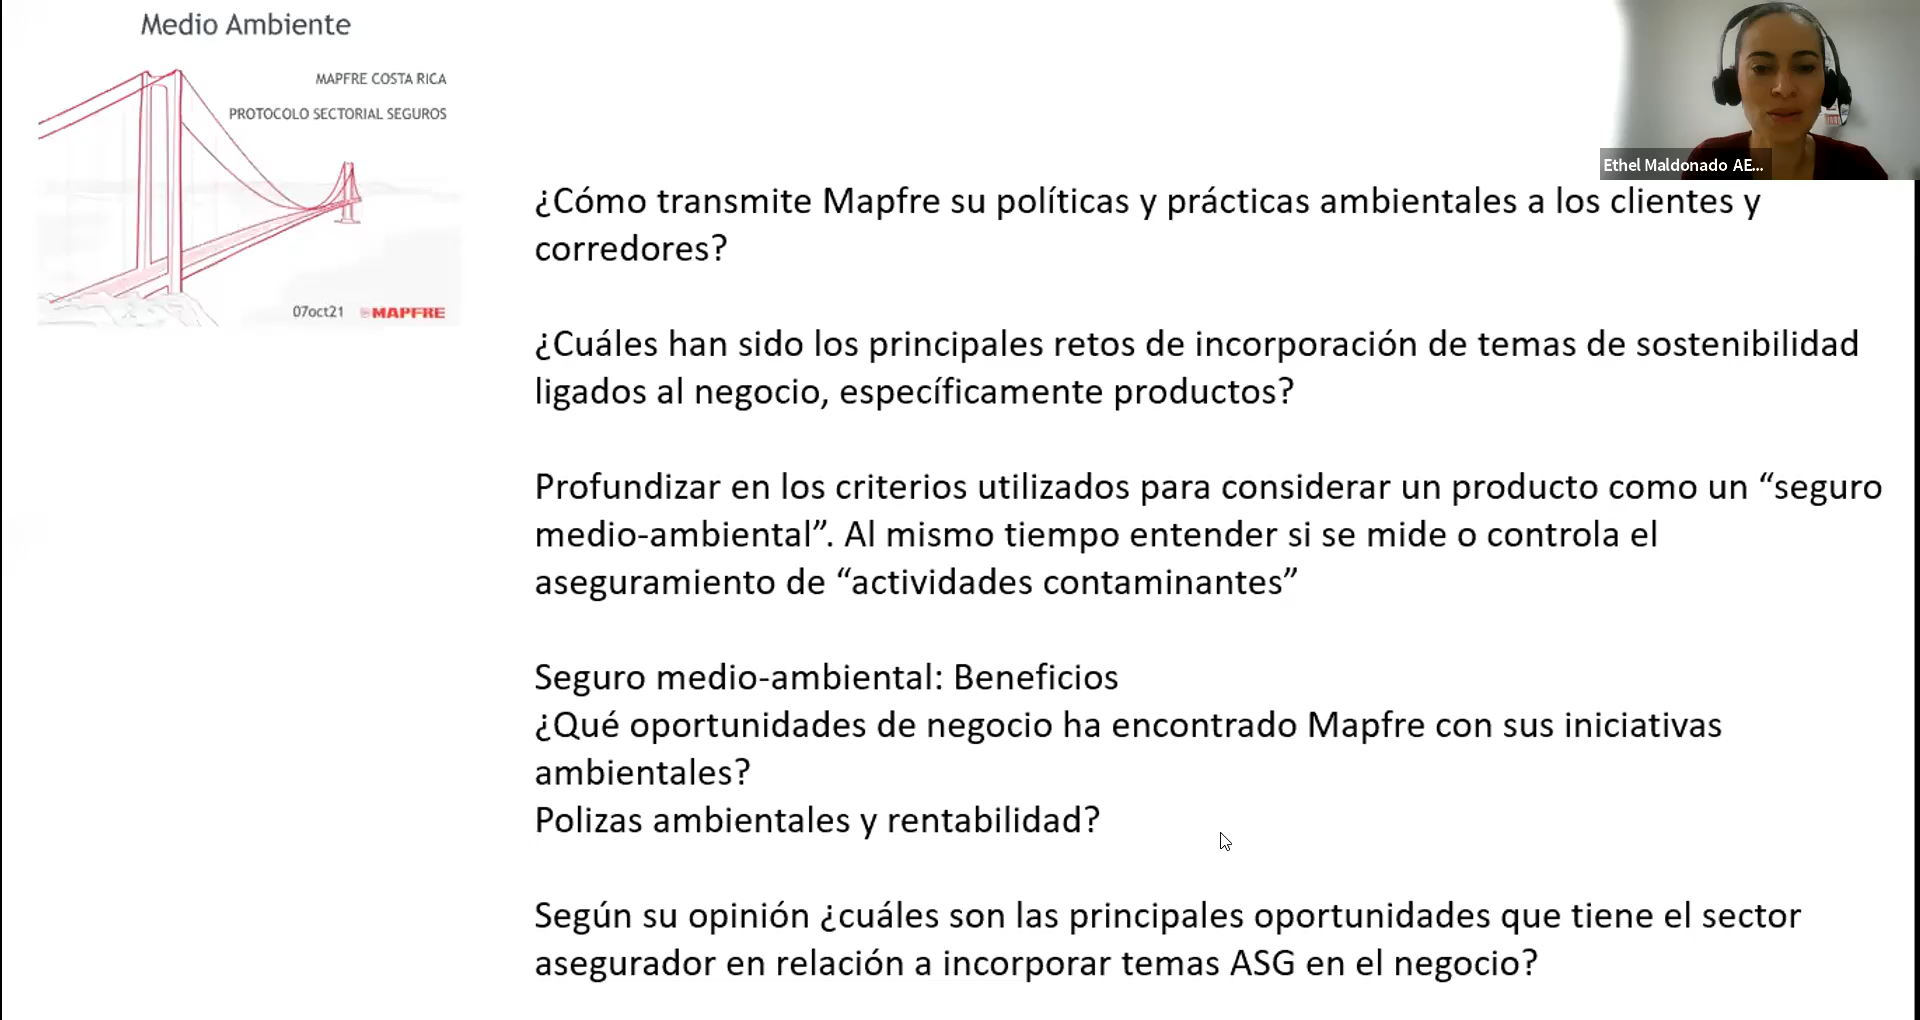 Medio Ambiente
MAPFRE COSTA RICA
PROTOCOLO SECTORIAL SEGUROS
07oct21 MAPFRE
Ethel Maldonado AE...
¿Cómo transmite Mapfre su políticas y prácticas ambientales a los clientes y
corredores?
¿Cuáles han sido los principales retos de incorporación de temas de sostenibilidad
ligados al negocio, específicamente productos?
Profundizar en los criterios utilizados para considerar un producto como un “seguro
medio-ambiental”. Al mismo tiempo entender si se mide o controla el
aseguramiento de “actividades contaminantes”
Seguro medio-ambiental: Beneficios
¿Qué oportunidades de negocio ha encontrado Mapfre con sus iniciativas
ambientales?
Polizas ambientales y rentabilidad?
Según su opinión ¿cuáles son las principales oportunidades que tiene el sector
asegurador en relación a incorporar temas ASG en el negocio?